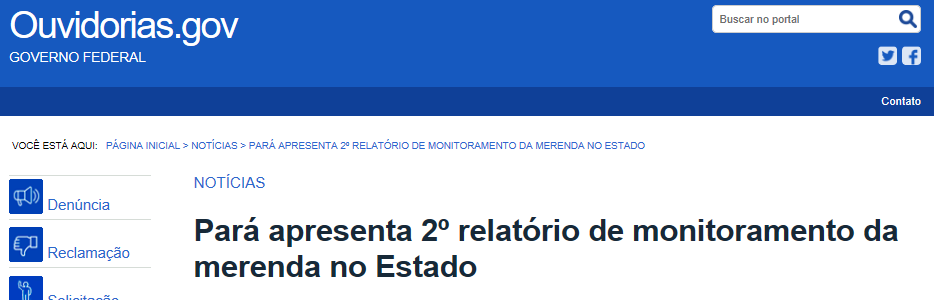 Ouvidorias.gov
GOVERNO FEDERAL
Buscar no portal
Contato
VOCÊ ESTÁ AQUI: PÁGINA INICIAL > NOTÍCIAS > PARÁ APRESENTA 2º RELATÓRIO DE MONITORAMENTO DA MERENDA NO ESTADO
Denúncia
Reclamação
Solicitação
NOTÍCIAS
Pará apresenta 2º relatório de monitoramento da
merenda no Estado